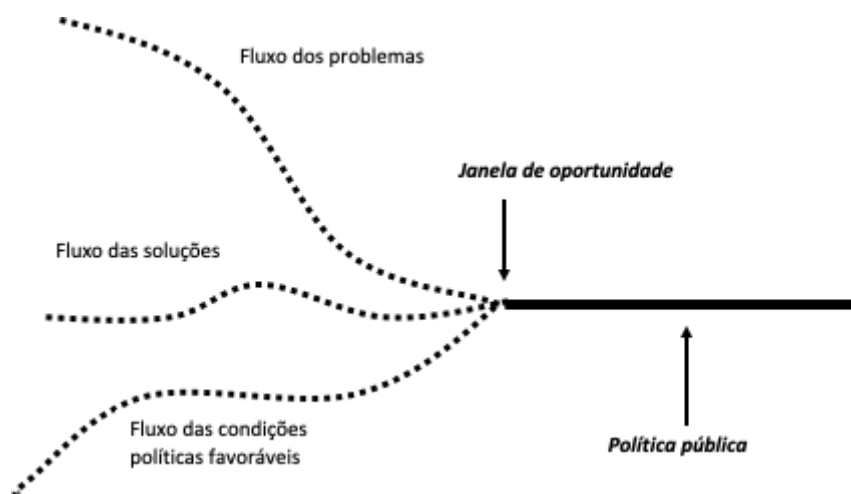 Fluxo dos problemas
Janela de oportunidade
Fluxo das soluções
Fluxo das condições
políticas favoráveis
Política pública